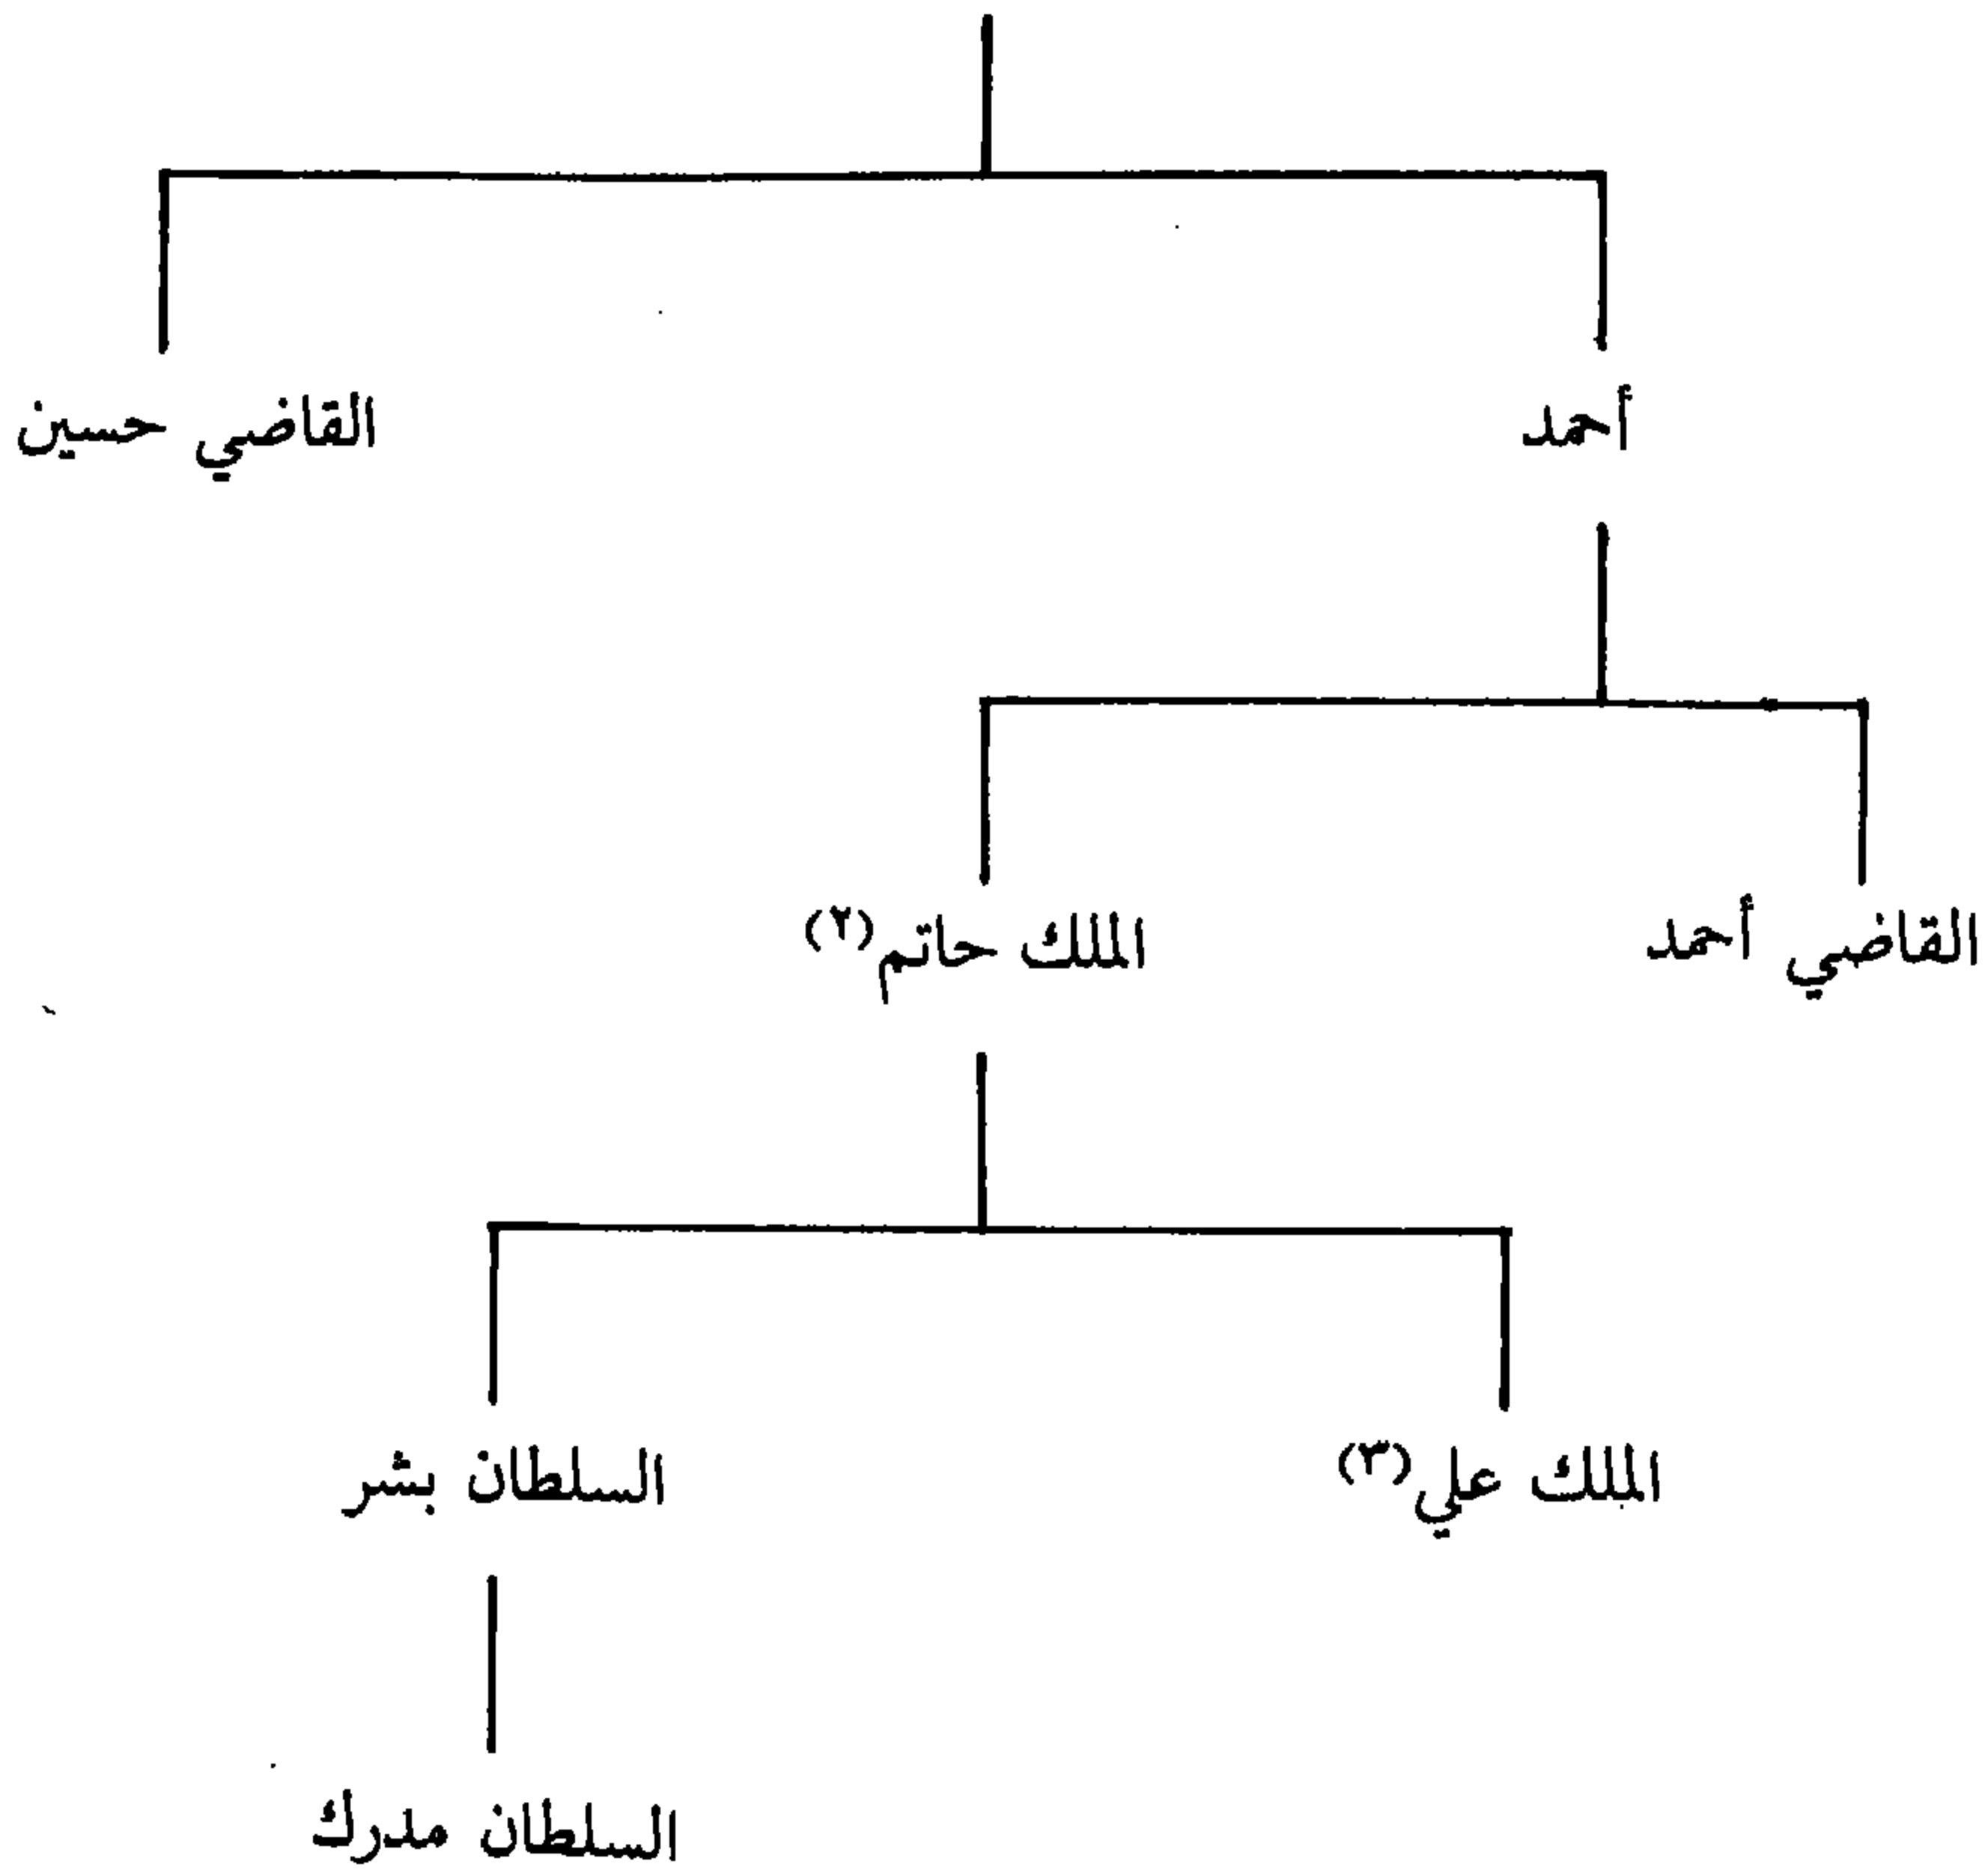 أحمد القاضي حسين
القاضي أحمد الملك حاتم(٢)
الملك علي(٣) السلطان بشر
السلطان مدرك